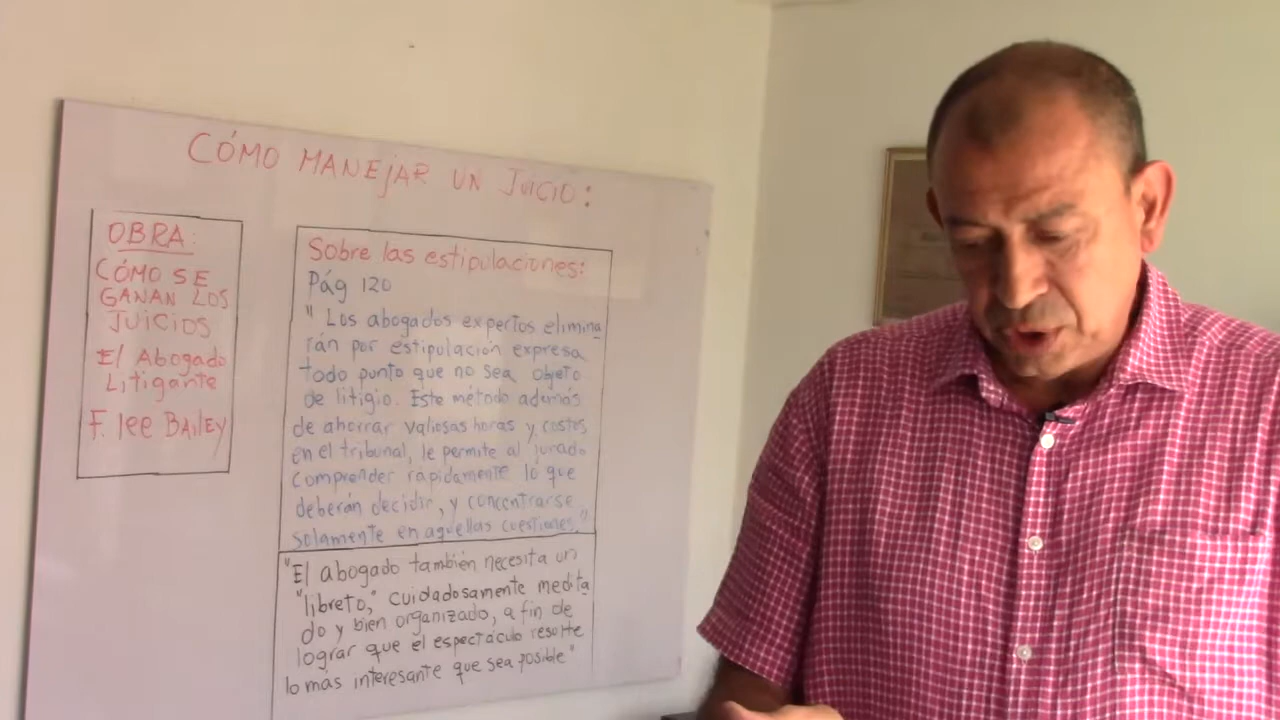 CÓMO MANEJAR UN JUICIO:
OBRA:
CÓMO SE
GANAN LOS
JUICIOS
El Abogado
Litigante
F. lee BAILEY
Sobre las estipulaciones:
Pág 120
" Los abogados expertos elimina
rán por estipulación expresa
todo punto que no sea objeto
de litigio. Este método además
de ahorrar valiosas horas y costos
en el tribunal, le permite al jurado
comprender rápidamente lo que
deberán decidir, y concentrarse
solamente en aquellas cuestiones."
"El abogado también necesita un
"libreto," cuidadosamente medita
do y bien organizado, a fin de
lograr que el espectáculo resulte
lo más interesante que sea posible"